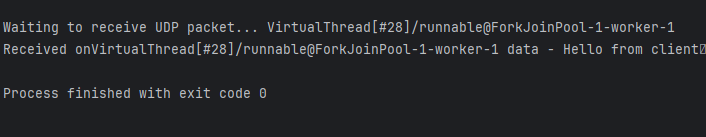 Waiting to receive UDP packet... VirtualThread[#28]/runnable@ForkJoinPool-1-worker-1
Received onVirtualThread[#28]/runnable@ForkJoinPool-1-worker-1 data - Hello from client
Process finished with exit code 0